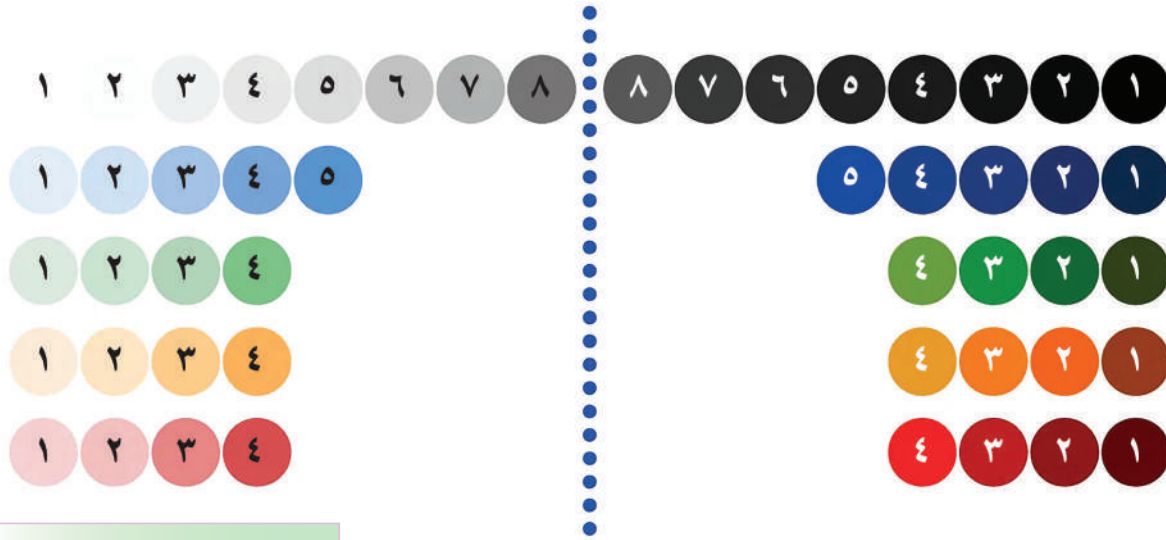 ١ ٢ ٣ ٤ ٥ ٦ ٧ ٨ ٨ ٧ ٦ ٥ ٤ ٣ ٢ ١
١ ٢ ٣ ٤ ٥ ٥ ٤ ٣ ٢ ١
١ ٢ ٣ ٤ ٤ ٣ ٢ ١
١ ٢ ٣ ٤ ٤ ٣ ٢ ١
١ ٢ ٣ ٤ ٤ ٣ ٢ ١